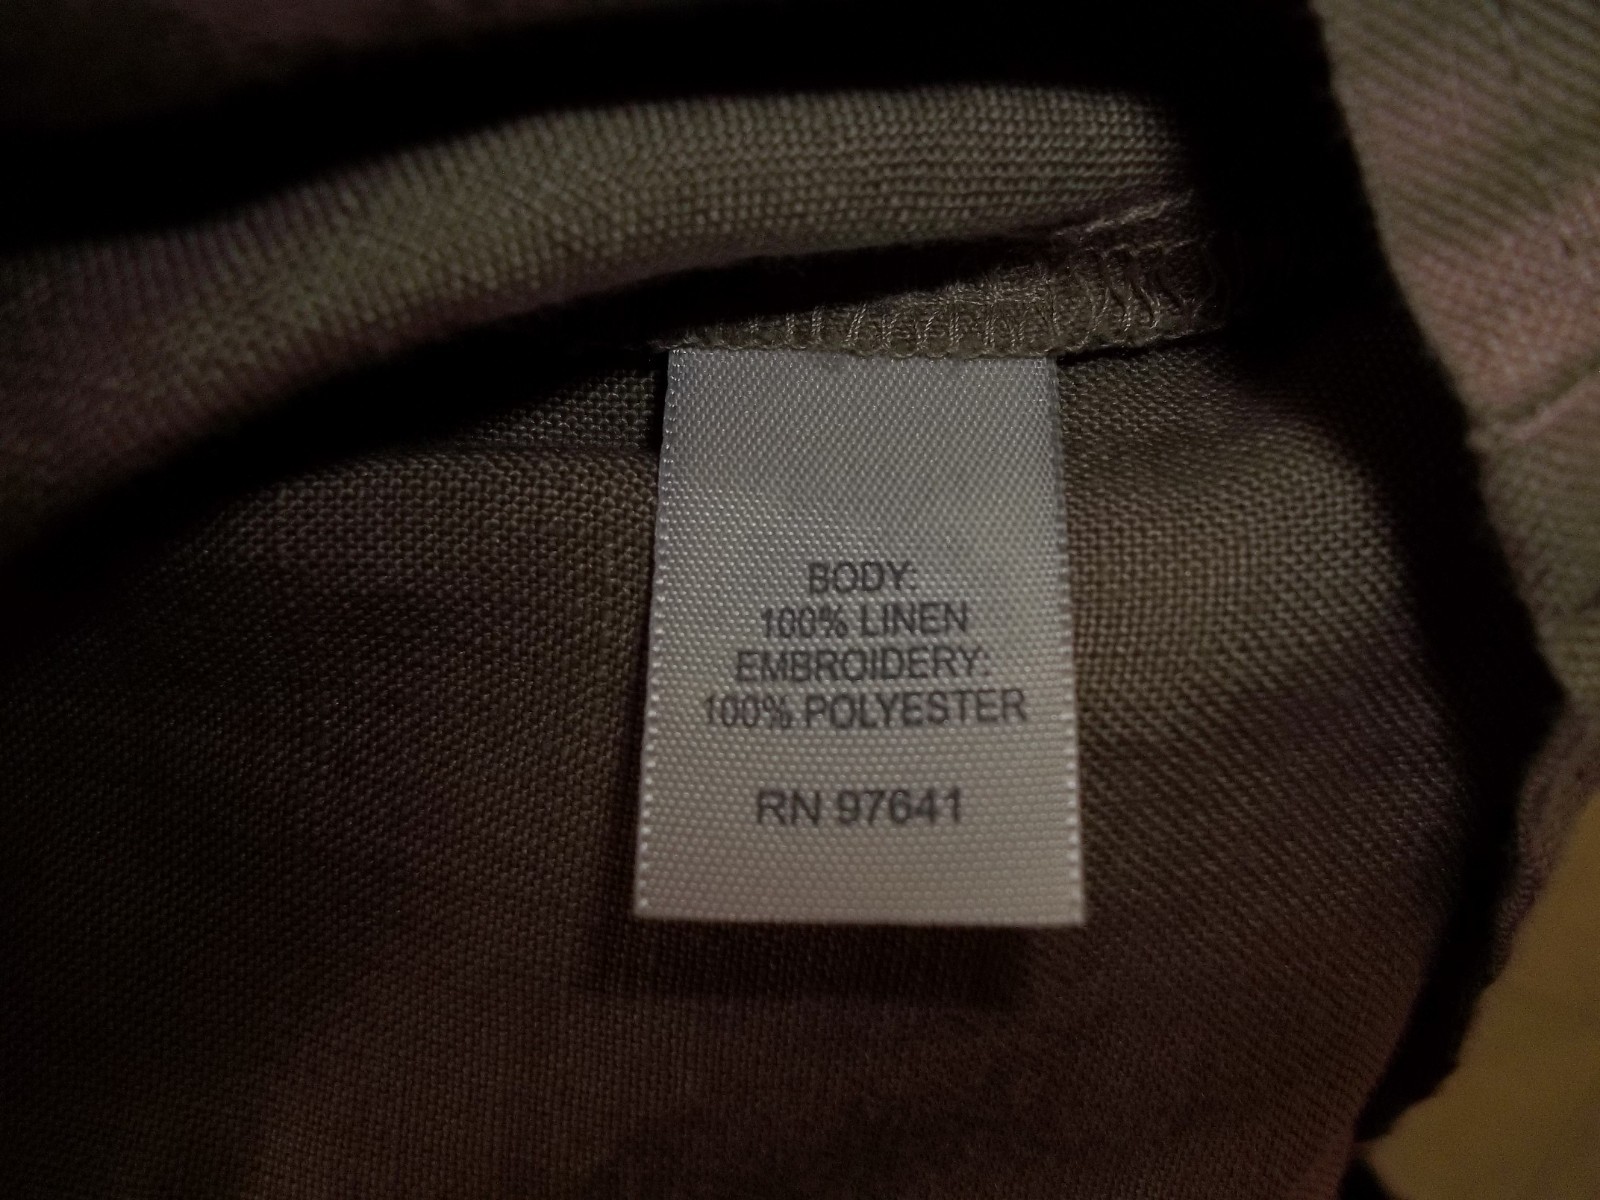 BODY:
100% LINEN
EMBROIDERY:
100% POLYESTER
RN 97641